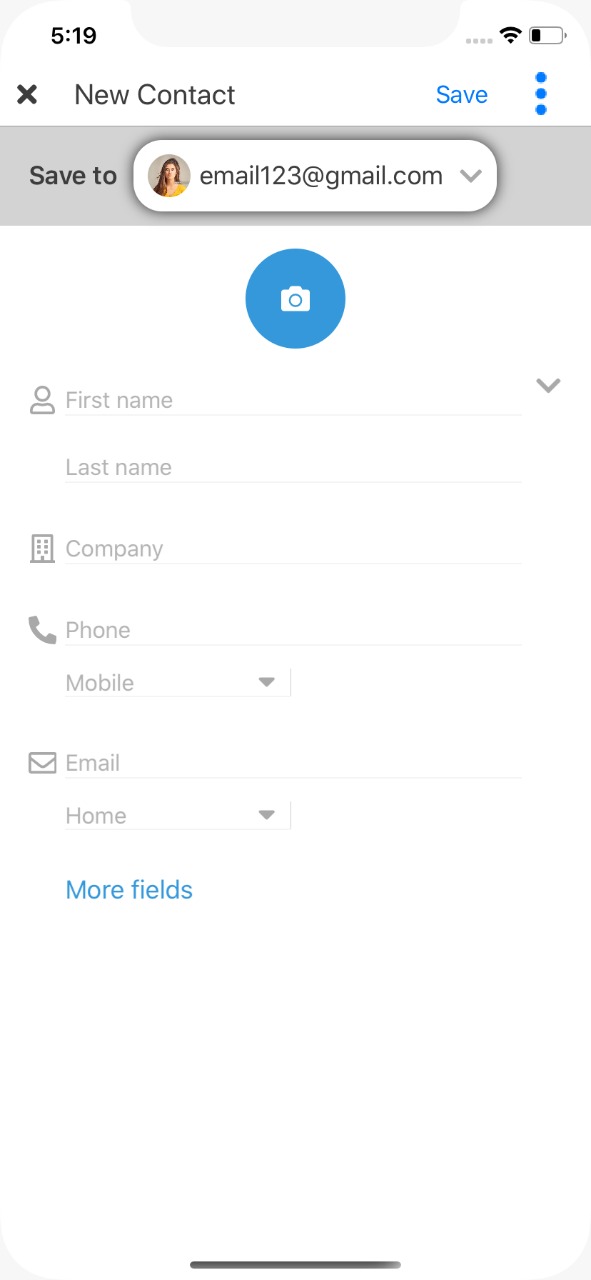 5:19
New Contact Save
Save to email123@gmail.com
First name
Last name
Company
Phone
Mobile
Email
Home
More fields